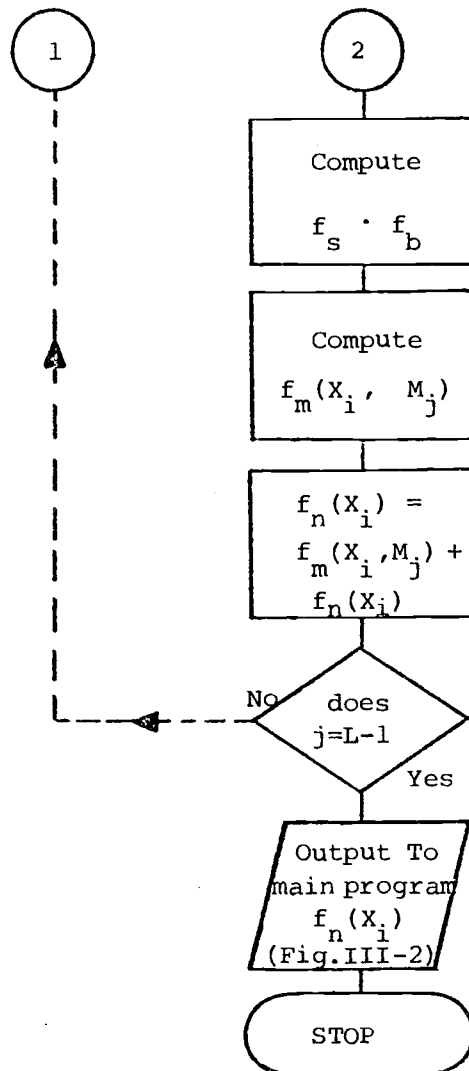 1
2
Compute
f_s · f_b
Compute
f_m(X_i, M_j)
f_n(X_i) =
f_m(X_i,M_j) +
f_n(X_i)
does
j=L-1
No
Yes
Output To
main program
f_n(X_i)
(Fig.III-2)
STOP